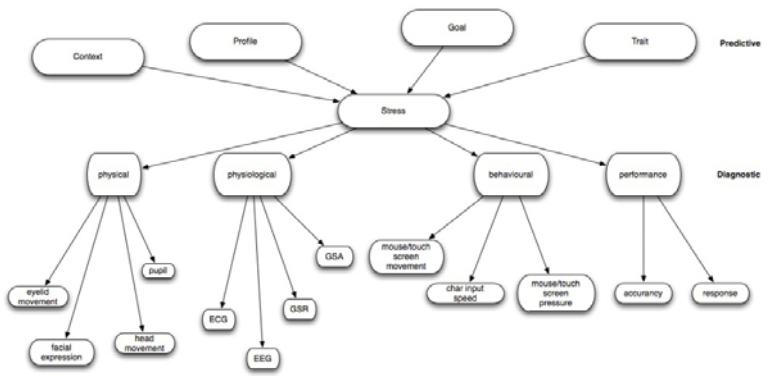 Context
Profile
Goal
Trait
Predictive
Stress
physical
physiological
behavioural
performance
Diagnostic
eyelid
movement
facial
expression
head
movement
pupil
ECG
EEG
GSR
GSA
mouse/touch
screen
movement
char input
speed
mouse/touch
screen
pressure
accurancy
response